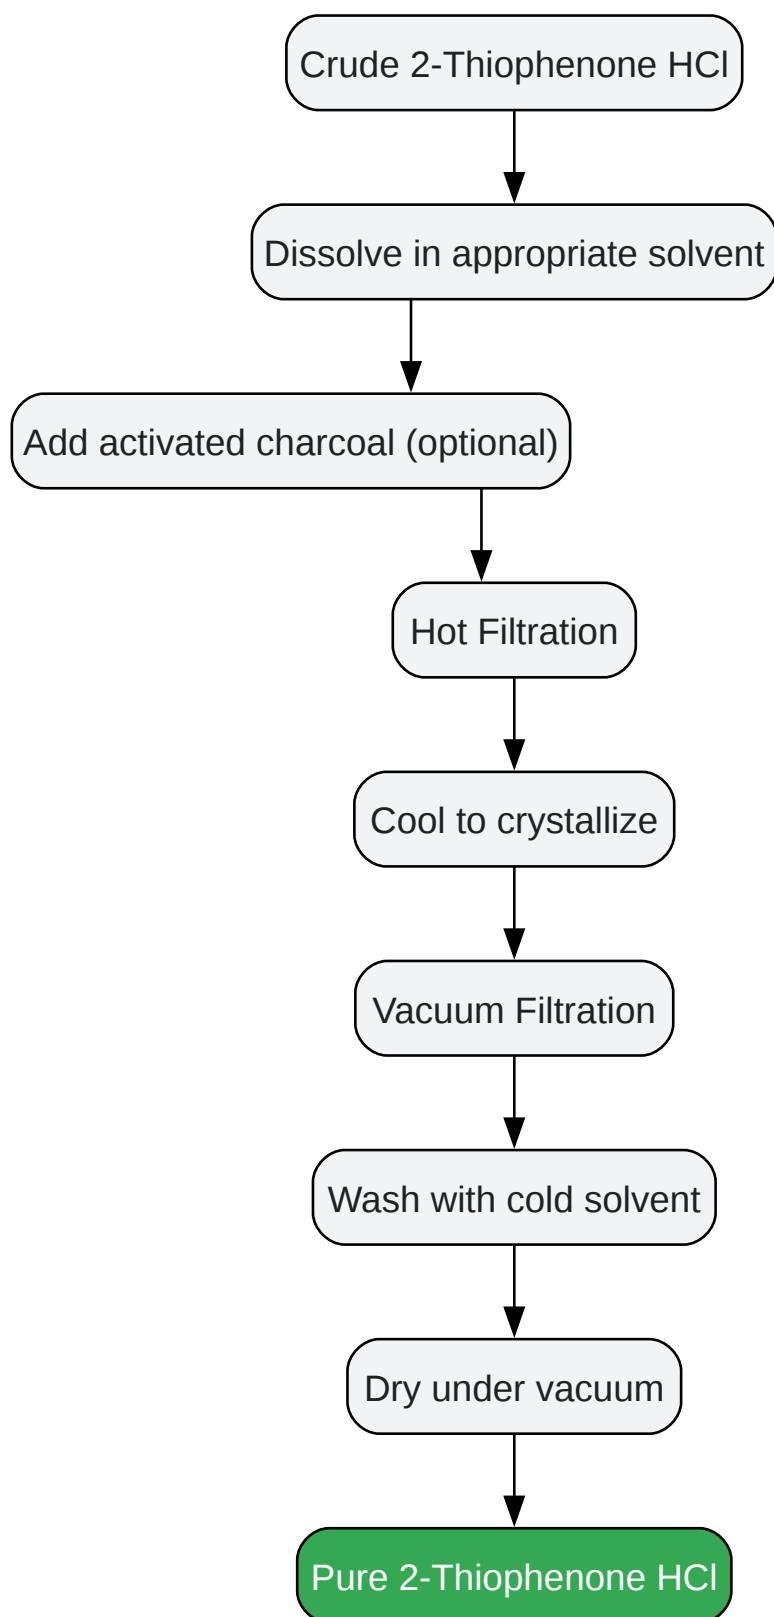 Crude 2-Thiophenone HCl
Dissolve in appropriate solvent
Add activated charcoal (optional)
Hot Filtration
Cool to crystallize
Vacuum Filtration
Wash with cold solvent
Dry under vacuum
Pure 2-Thiophenone HCl